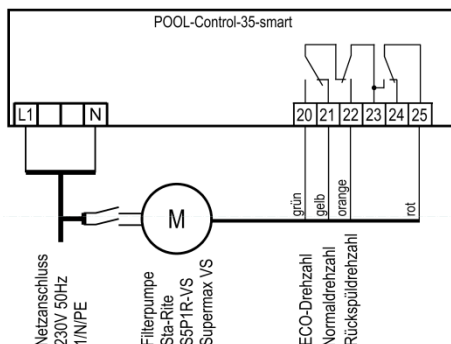 POOL-Control-35-smart
L1 N 20 21 22 23 24 25
grün
gelb
orange
rot
M
Netzanschluss
230V 50Hz
1/N/PE
Filterpumpe
Sta-Rite
S5P1R-VS
Supermax VS
ECO-Drehzahl
Normaldrehzahl
Rückspüldrehzahl